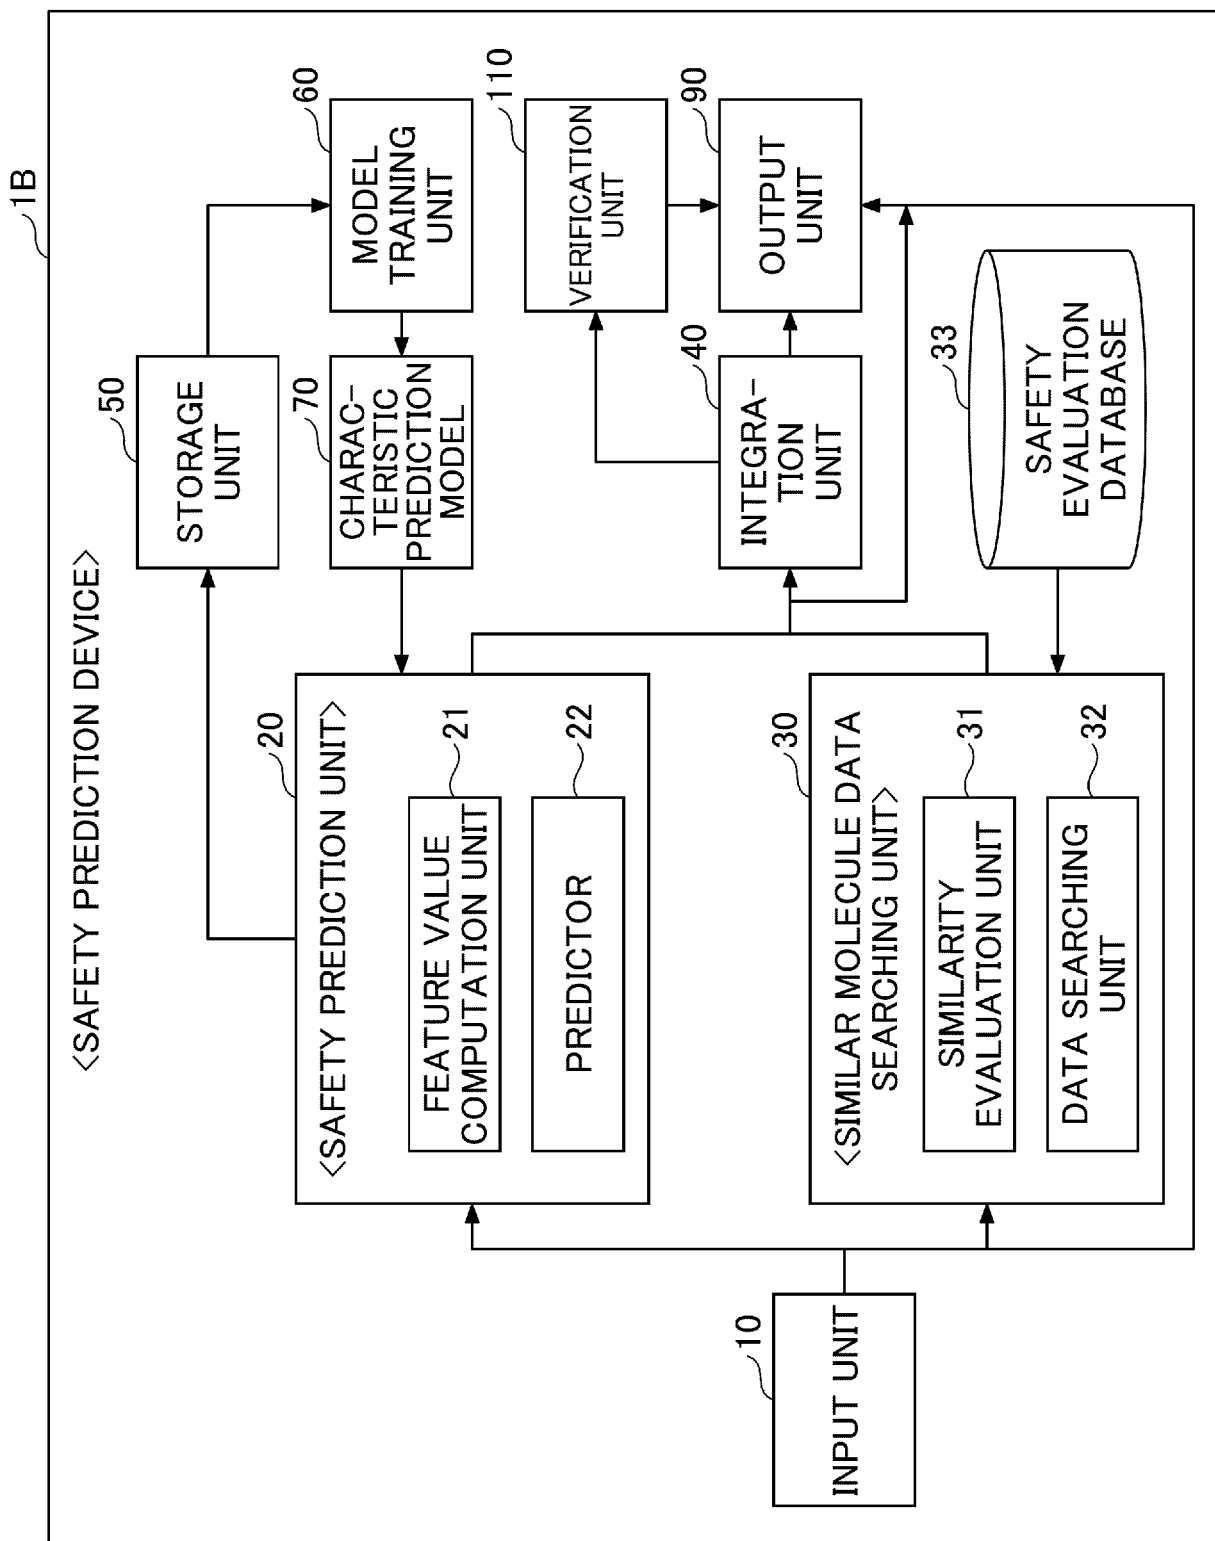 1B
<SAFETY PREDICTION DEVICE>
10
INPUT UNIT
20
<SAFETY PREDICTION UNIT>
21
FEATURE VALUE
COMPUTATION UNIT
22
PREDICTOR
30
<SIMILAR MOLECULE DATA
SEARCHING UNIT>
31
SIMILARITY
EVALUATION UNIT
32
DATA SEARCHING
UNIT
50
STORAGE
UNIT
60
MODEL
TRAINING
UNIT
70
CHARAC-
TERISTIC
PREDICTION
MODEL
110
VERIFICATION
UNIT
40
INTEGRA-
TION
UNIT
90
OUTPUT
UNIT
33
SAFETY
EVALUATION
DATABASE